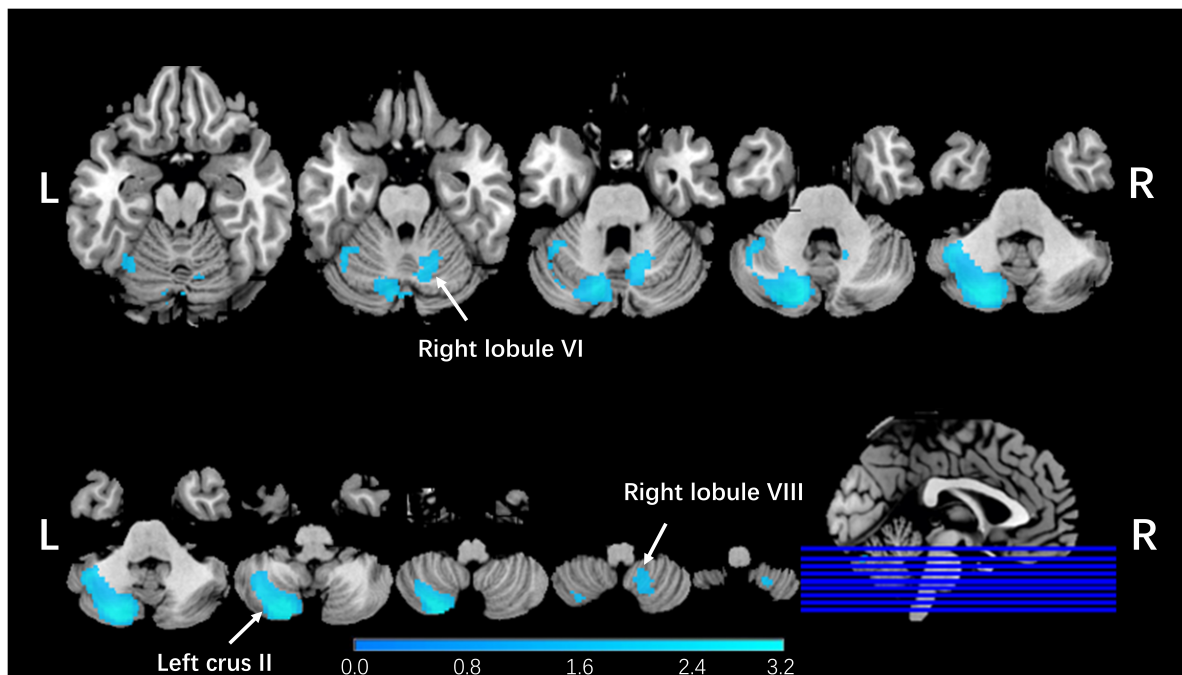 L
R
Right lobule VI
Right lobule VIII
L
R
Left crus II
0.0 0.8 1.6 2.4 3.2